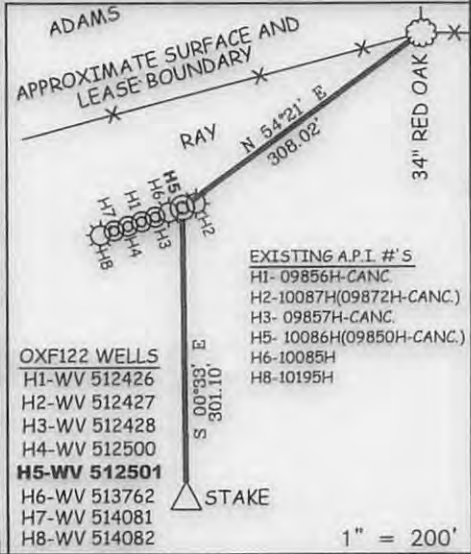 ADAMS
APPROXIMATE SURFACE AND
LEASE BOUNDARY
RAY
N 54°21' E
308.02'
34" RED OAK
H7
H1
H6
H5
H8
H4
H3
H2
EXISTING A.P.I. #'S
H1- 09856H-CANC.
H2-10087H(09872H-CANC.)
H3- 09857H-CANC.
H5- 10086H(09850H-CANC.)
H6-10085H
H8-10195H
OXF122 WELLS
H1-WV 512426
H2-WV 512427
H3-WV 512428
H4-WV 512500
H5-WV 512501
H6-WV 513762
H7-WV 514081
H8-WV 514082
S 00°33' E
301.10'
STAKE
1" = 200'